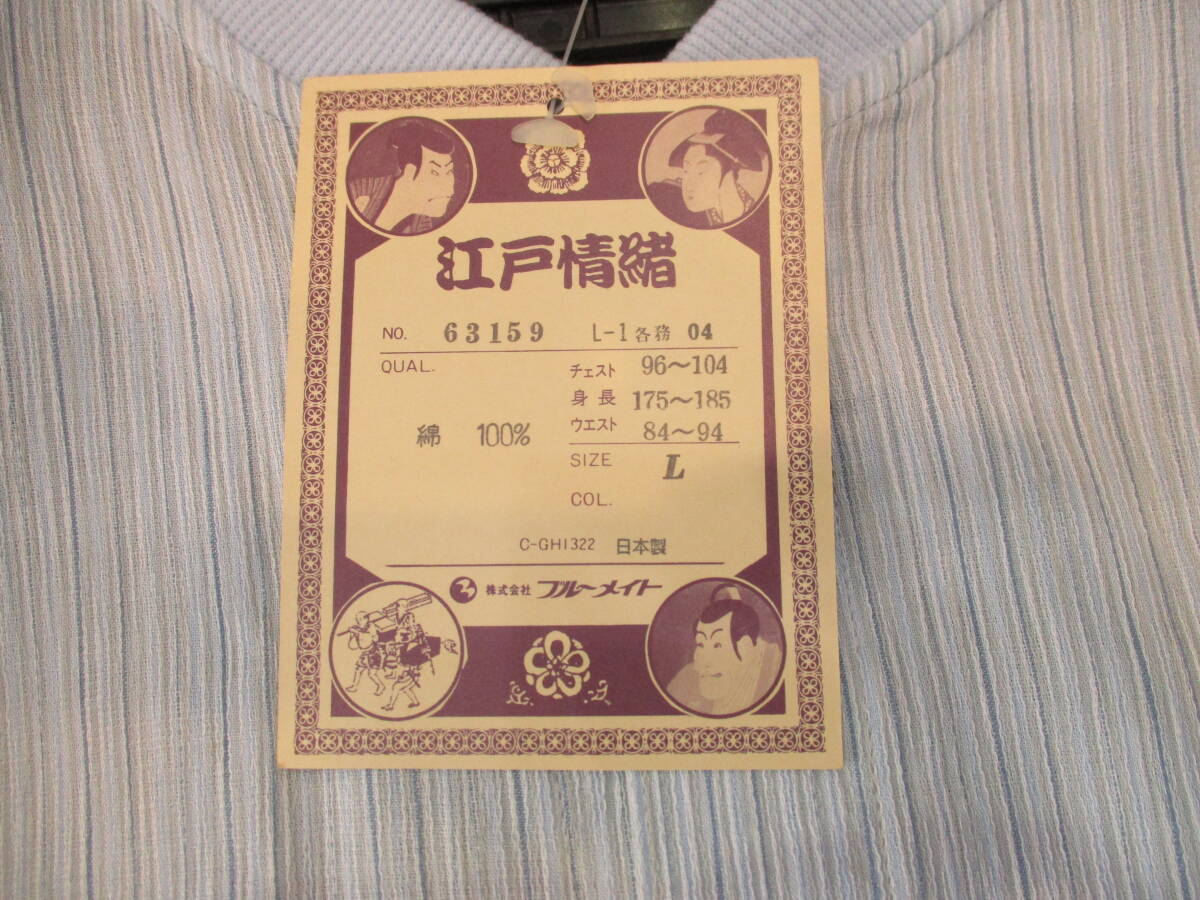 江戸情緒
NO. 63159 L-1 各務 04
QUAL.
綿 100%
チェスト 96～104
身長 175～185
ウエスト 84～94
SIZE L
COL.
C-GH1322 日本製
株式会社 ブルーメイト